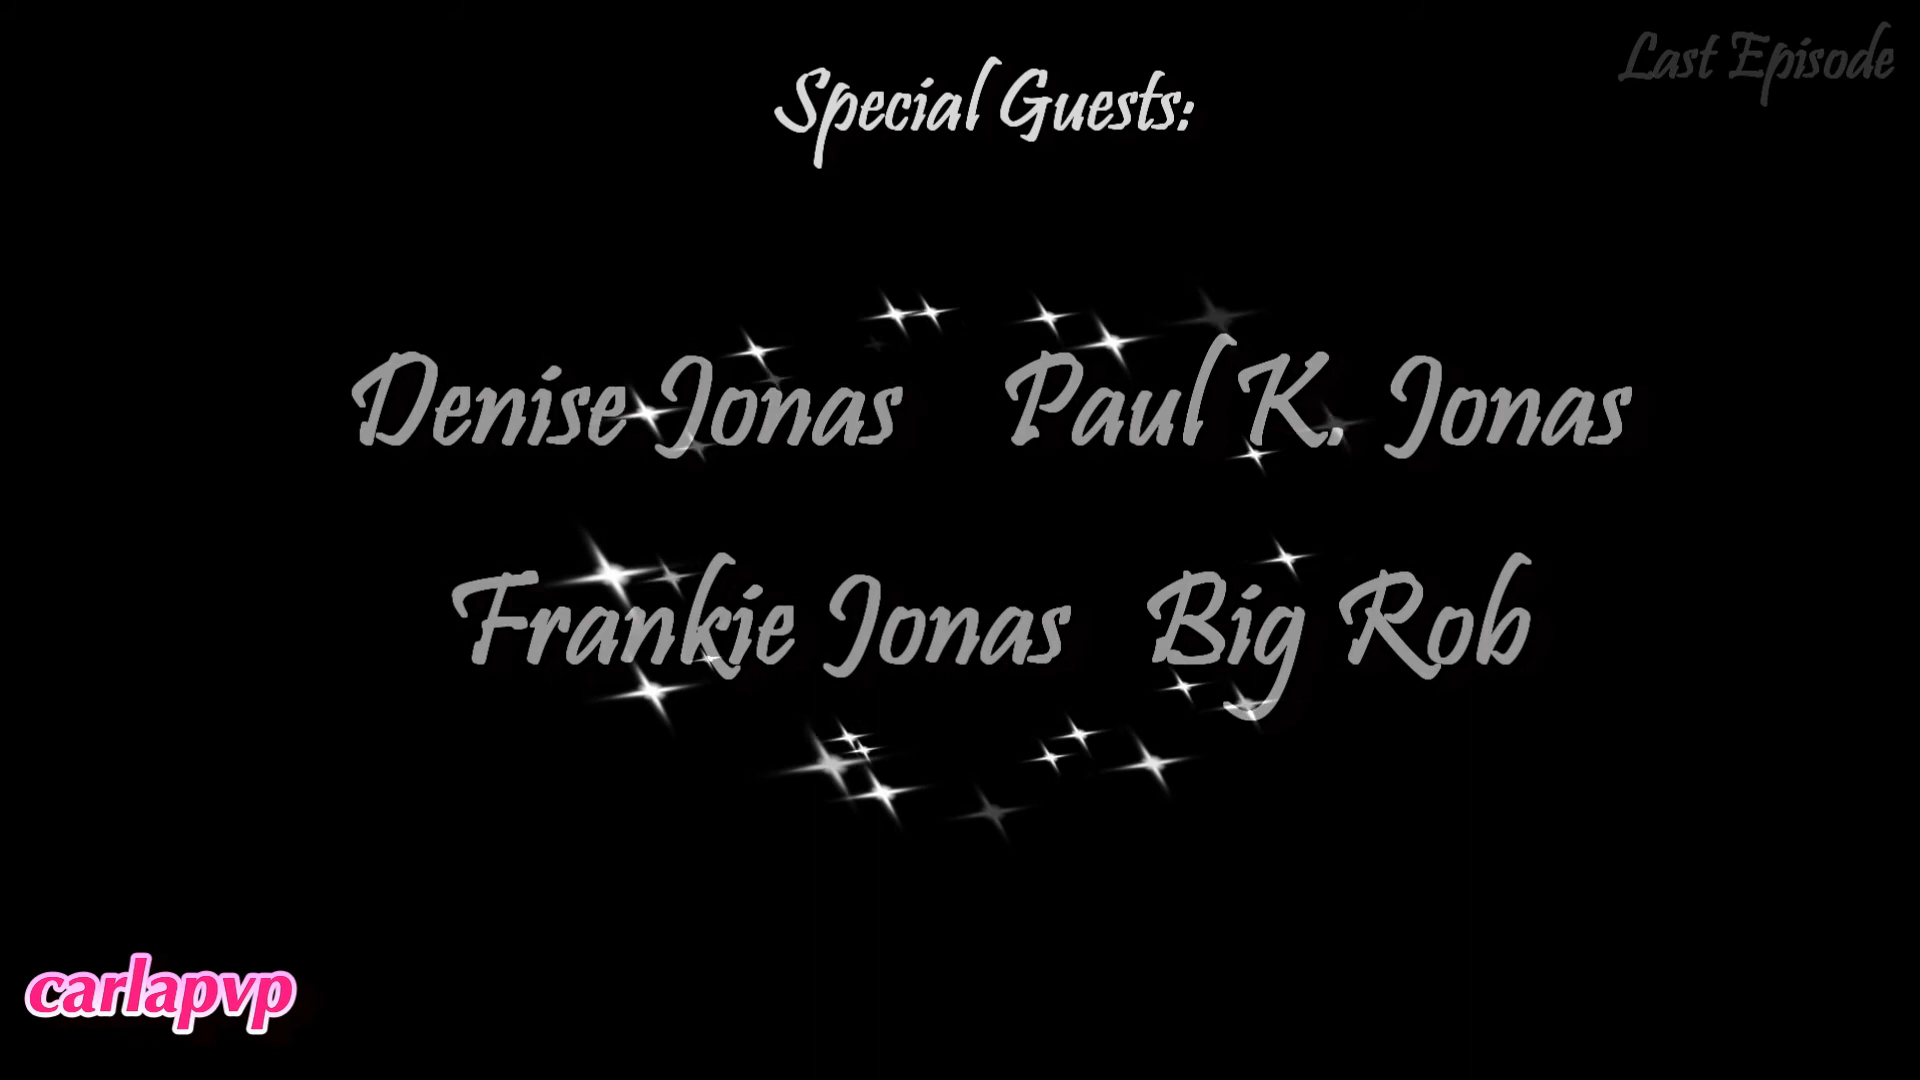 Last Episode
Special Guests:
Denise Jonas Paul K. Jonas
Frankie Jonas Big Rob
carlapvp